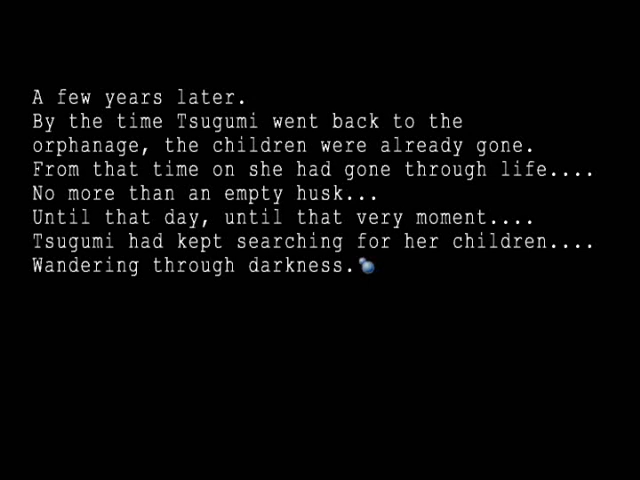 A few years later.
By the time Tsugumi went back to the
orphanage, the children were already gone.
From that time on she had gone through life....
No more than an empty husk...
Until that day, until that very moment....
Tsugumi had kept searching for her children....
Wandering through darkness.